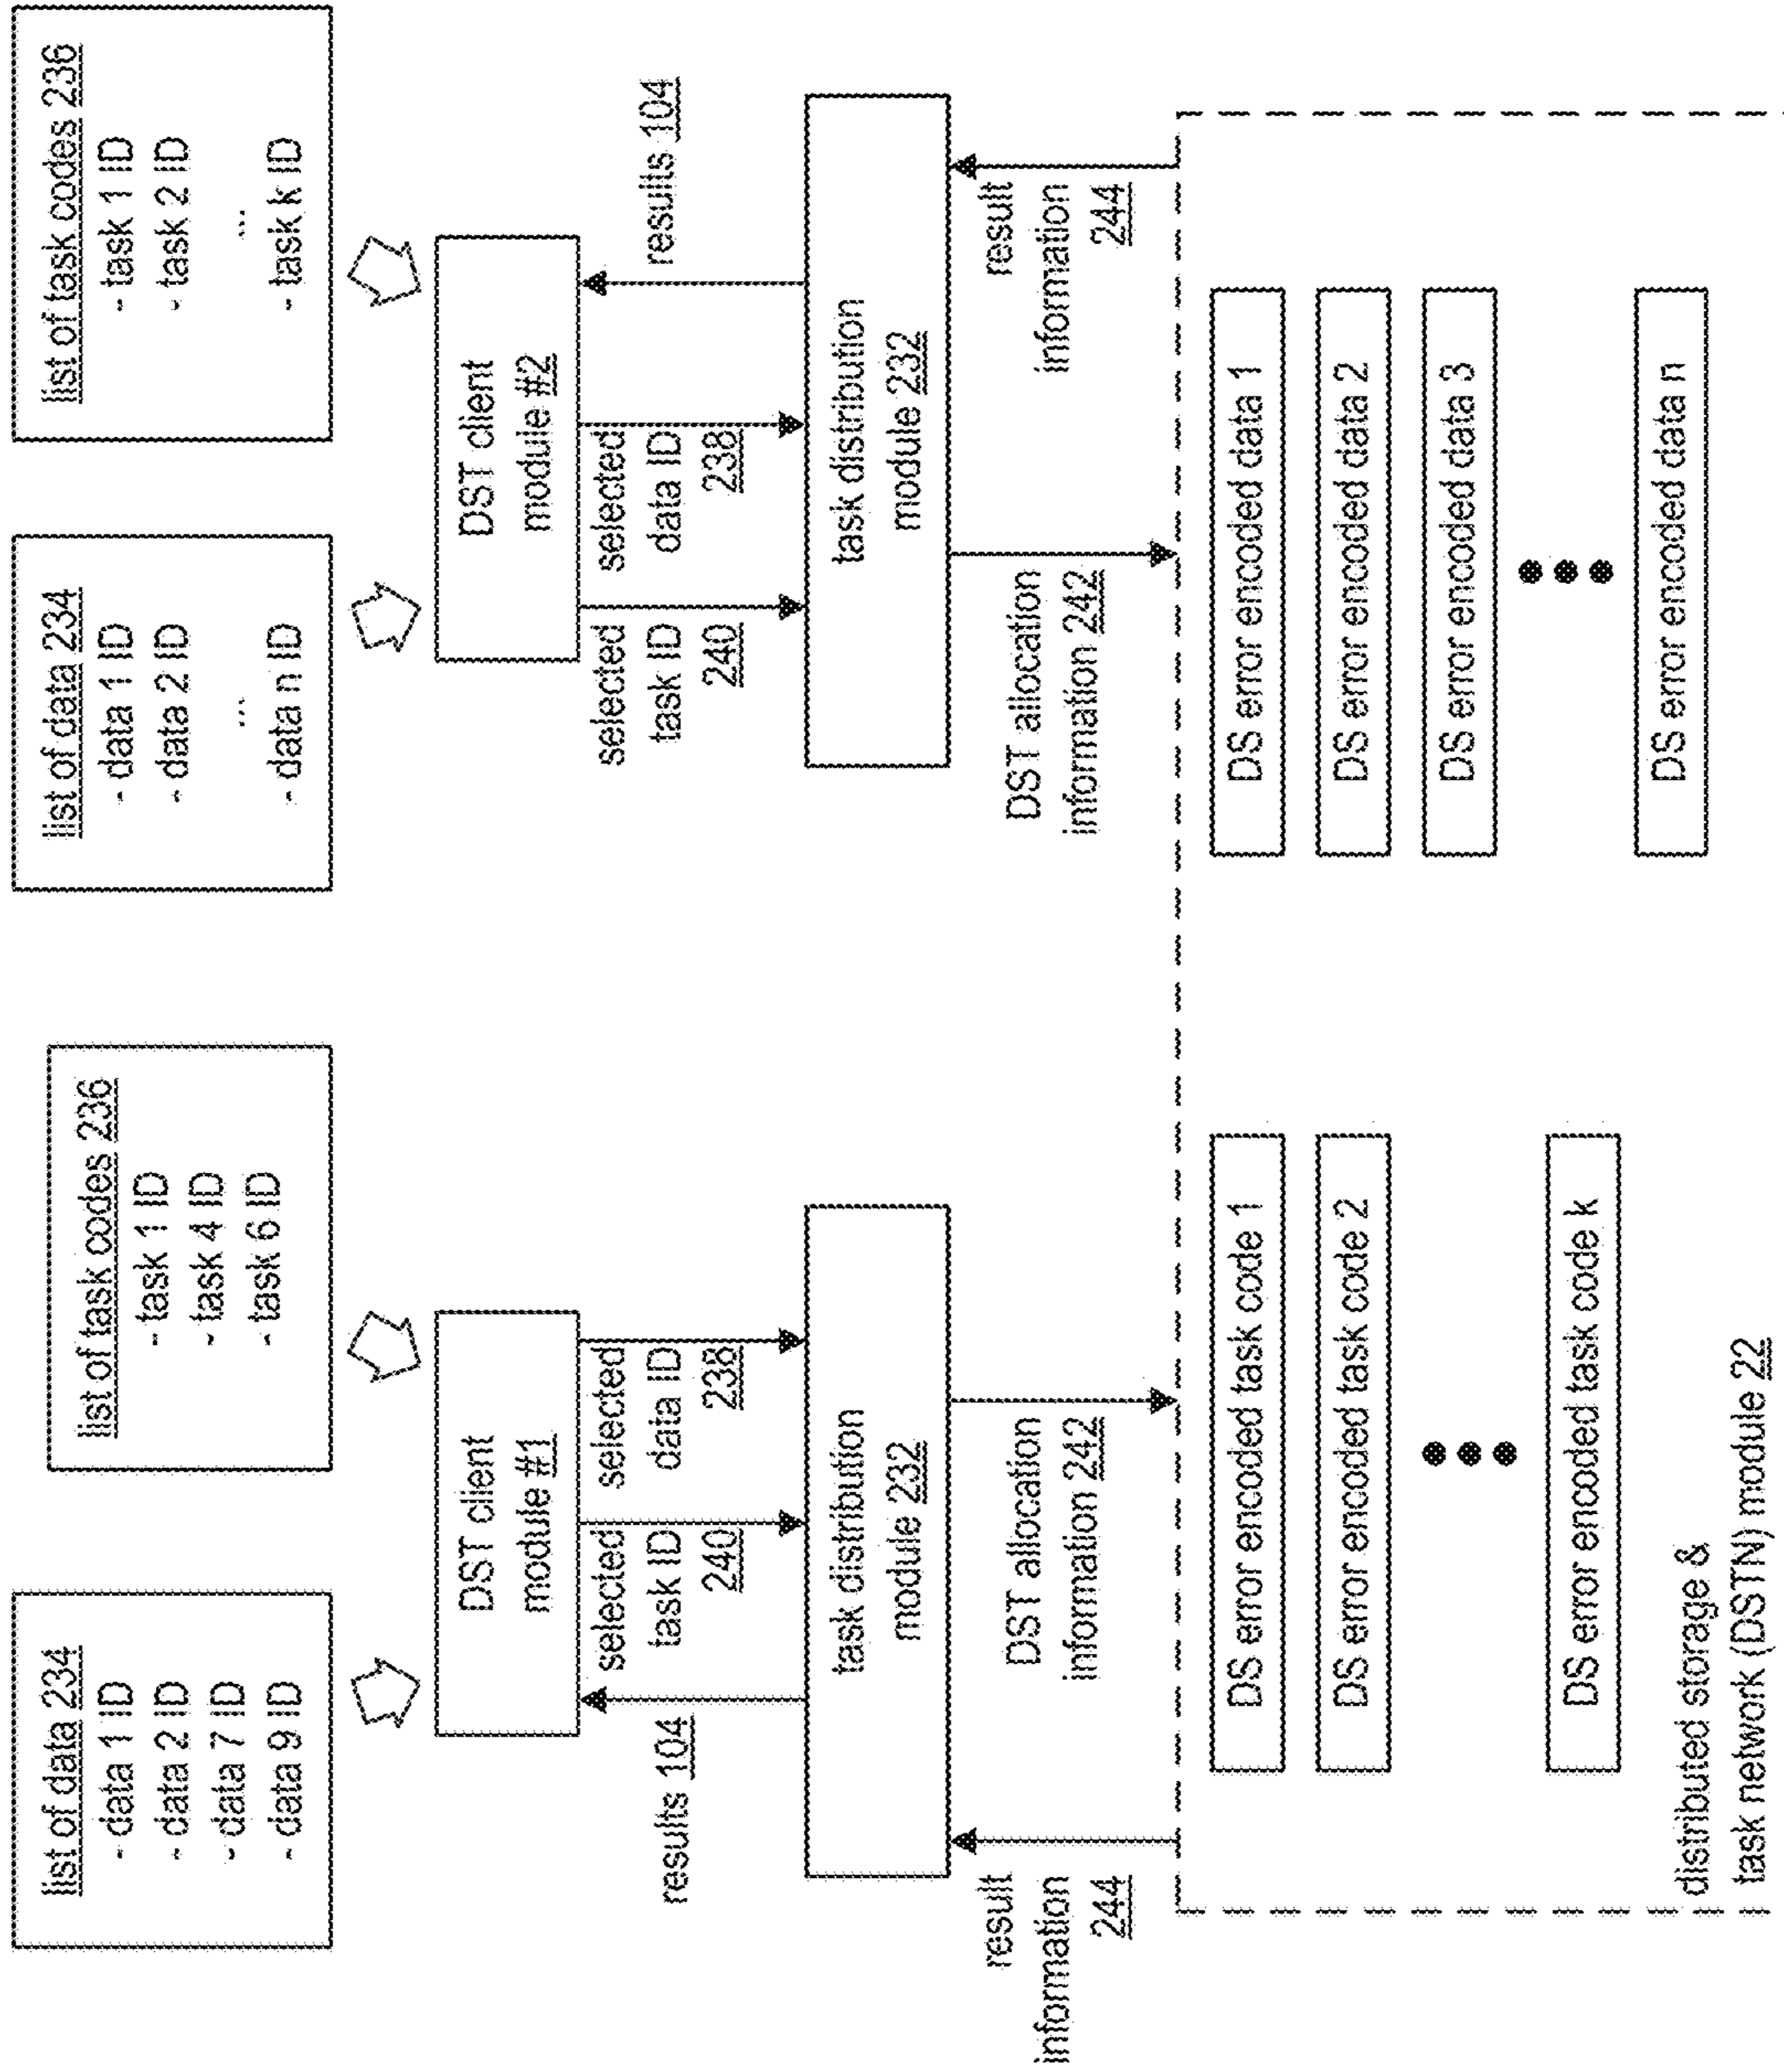 list of data 234
- data 1 ID
- data 2 ID
- data 7 ID
- data 9 ID
list of task codes 236
- task 1 ID
- task 4 ID
- task 6 ID
list of data 234
- data 1 ID
- data 2 ID
...
- data n ID
list of task codes 236
- task 1 ID
- task 2 ID
...
- task k ID
DST client
module #1
DST client
module #2
results 104
selected
task ID
240
selected
data ID
238
selected
task ID
240
selected
data ID
238
results 104
task distribution
module 232
task distribution
module 232
result
information
244
DST allocation
information 242
DST allocation
information 242
result
information
244
DS error encoded task code 1
DS error encoded task code 2
DS error encoded task code k
DS error encoded data 1
DS error encoded data 2
DS error encoded data 3
DS error encoded data n
distributed storage &
task network (DSTN) module 22